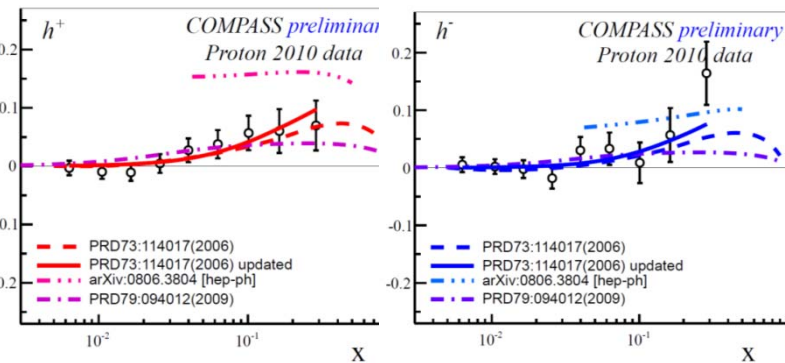 h⁺
COMPASS preliminar
Proton 2010 data
0.2
0.1
0
0.1
0.2
PRD73:114017(2006)
PRD73:114017(2006) updated
arXiv:0806.3804 [hep-ph]
PRD79:094012(2009)
10⁻²
10⁻¹
x
h⁻
COMPASS preliminary
Proton 2010 data
0.2
0.1
0
-0.1
-0.2
PRD73:114017(2006)
PRD73:114017(2006) updated
arXiv:0806.3804 [hep-ph]
PRD79:094012(2009)
10⁻²
10⁻¹
x